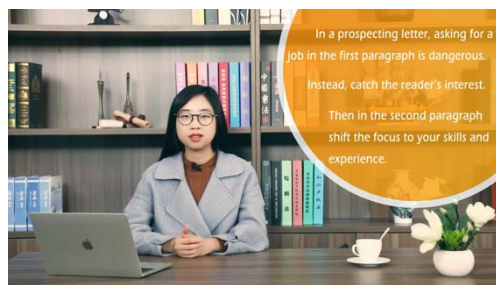 In a prospecting letter, asking for a
job in the first paragraph is dangerous.
Instead, catch the reader's interest.
Then in the second paragraph
shift the focus to your skills and
experience.